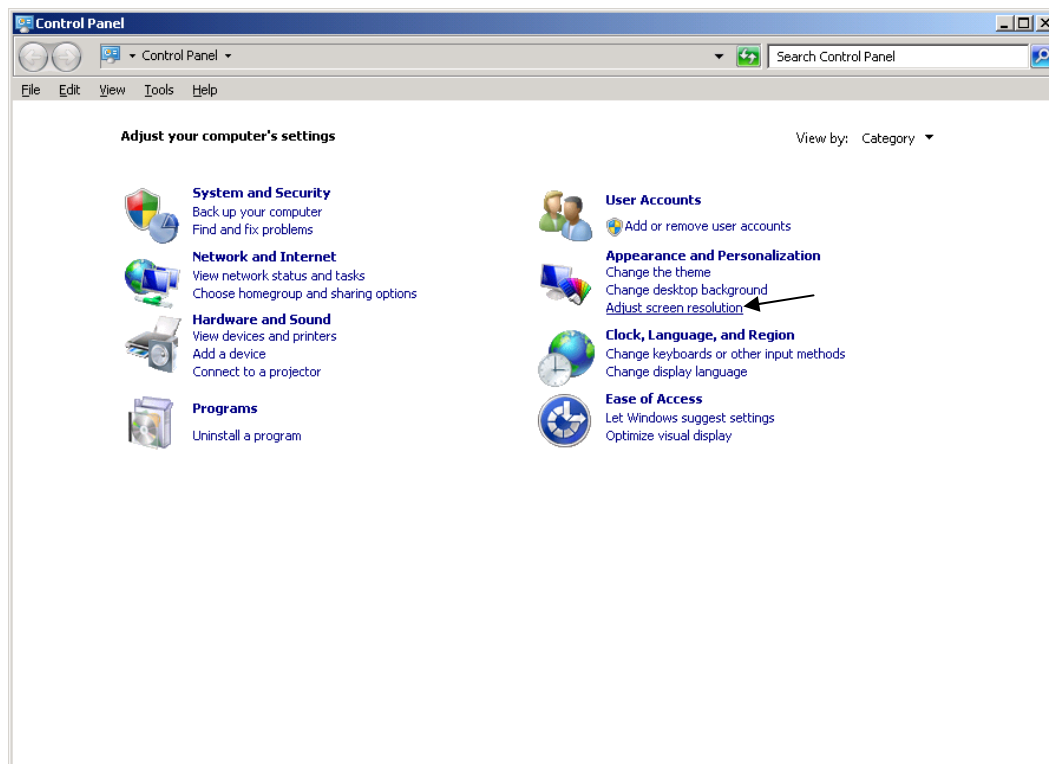 Control Panel
Control Panel
Search Control Panel
File Edit View Tools Help
Adjust your computer's settings
View by: Category
System and Security
Back up your computer
Find and fix problems
Network and Internet
View network status and tasks
Choose homegroup and sharing options
Hardware and Sound
View devices and printers
Add a device
Connect to a projector
Programs
Uninstall a program
User Accounts
Add or remove user accounts
Appearance and Personalization
Change the theme
Change desktop background
Adjust screen resolution
Clock, Language, and Region
Change keyboards or other input methods
Change display language
Ease of Access
Let Windows suggest settings
Optimize visual display